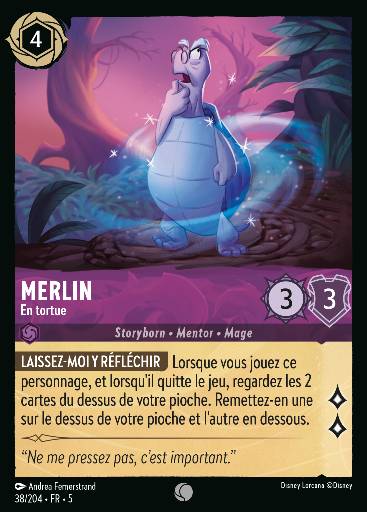 4
MERLIN
En tortue
3
3
Storyborn • Mentor • Mage
LAISSEZ-MOI Y RÉFLÉCHIR Lorsque vous jouez ce
personnage, et lorsqu'il quitte le jeu, regardez les 2
cartes du dessus de votre pioche. Remettez-en une
sur le dessus de votre pioche et l'autre en dessous.
“Ne me pressez pas, c'est important.”
Andrea Femerstrand
Disney Lorcana ©Disney
38/204 • FR • 5